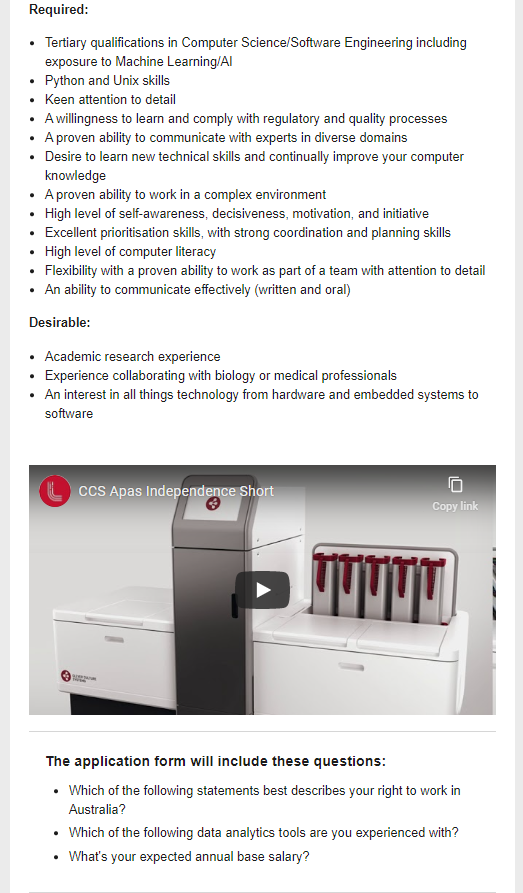 Required:
Tertiary qualifications in Computer Science/Software Engineering including
exposure to Machine Learning/AI
Python and Unix skills
Keen attention to detail
A willingness to learn and comply with regulatory and quality processes
A proven ability to communicate with experts in diverse domains
Desire to learn new technical skills and continually improve your computer
knowledge
A proven ability to work in a complex environment
High level of self-awareness, decisiveness, motivation, and initiative
Excellent prioritisation skills, with strong coordination and planning skills
High level of computer literacy
Flexibility with a proven ability to work as part of a team with attention to detail
An ability to communicate effectively (written and oral)
Desirable:
Academic research experience
Experience collaborating with biology or medical professionals
An interest in all things technology from hardware and embedded systems to
software
CCS Apas Independence Short
Copy link
The application form will include these questions:
Which of the following statements best describes your right to work in
Australia?
Which of the following data analytics tools are you experienced with?
What's your expected annual base salary?